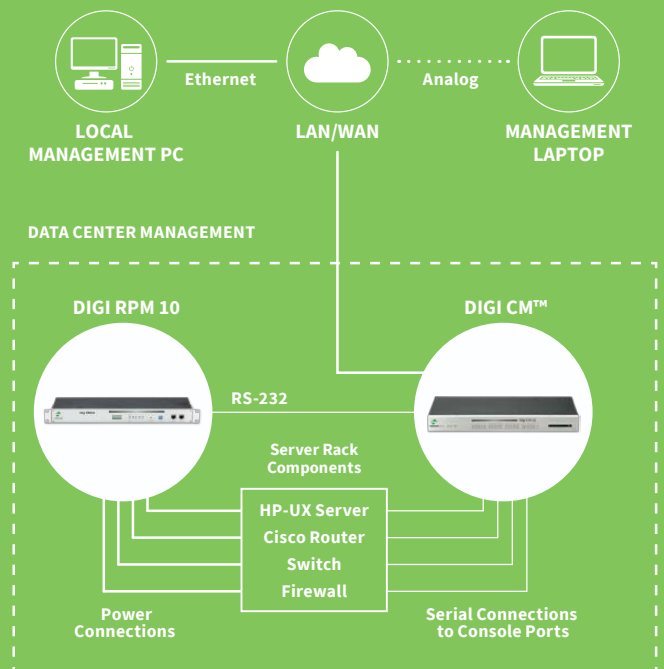 Ethernet
Analog
LOCAL
MANAGEMENT PC
LAN/WAN
MANAGEMENT
LAPTOP
DATA CENTER MANAGEMENT
DIGI RPM 10
DIGI CM™
RS-232
Server Rack
Components
HP-UX Server
Cisco Router
Switch
Firewall
Power
Connections
Serial Connections
to Console Ports